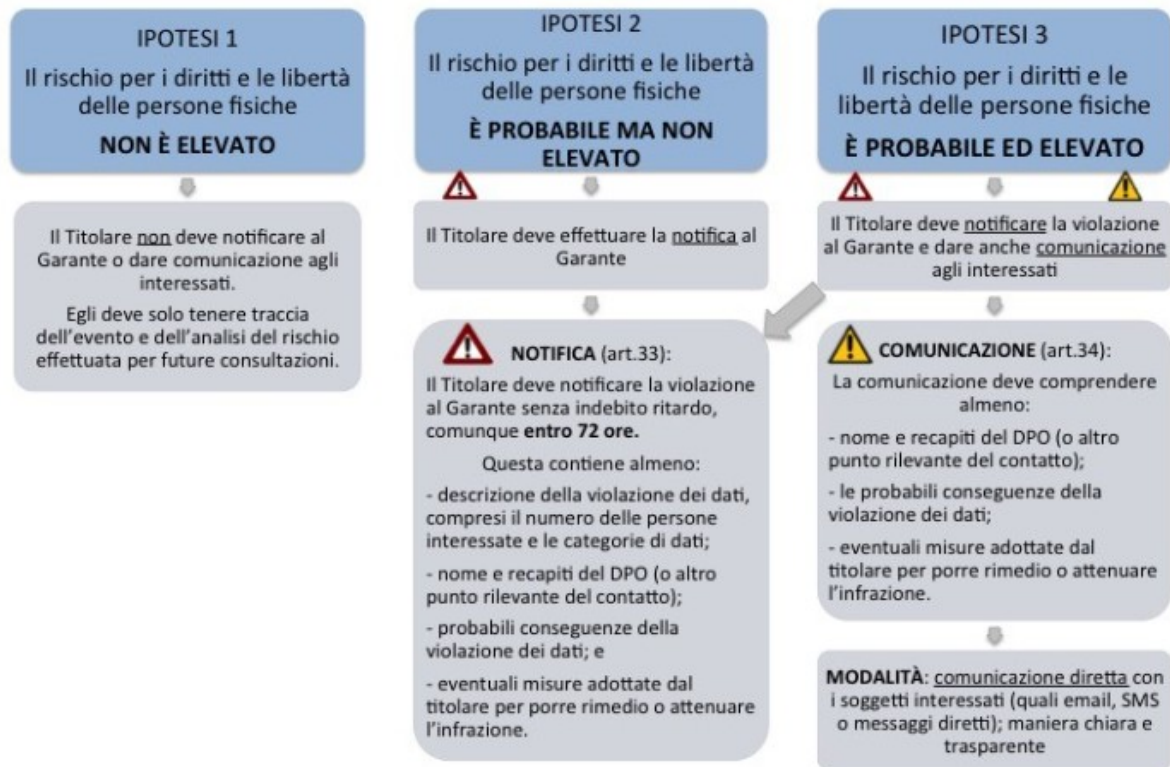 IPOTESI 1
Il rischio per i diritti e le libertà
delle persone fisiche
NON È ELEVATO
Il Titolare non deve notificare al
Garante o dare comunicazione agli
interessati.
Egli deve solo tenere traccia
dell'evento e dell'analisi del rischio
effettuata per future consultazioni.
IPOTESI 2
Il rischio per i diritti e le libertà
delle persone fisiche
È PROBABILE MA NON
ELEVATO
Il Titolare deve effettuare la notifica al
Garante
NOTIFICA (art.33):
Il Titolare deve notificare la violazione
al Garante senza indebito ritardo,
comunque entro 72 ore.
Questa contiene almeno:
- descrizione della violazione dei dati,
compresi il numero delle persone
interessate e le categorie di dati;
- nome e recapiti del DPO (o altro
punto rilevante del contatto);
- probabili conseguenze della
violazione dei dati; e
- eventuali misure adottate dal
titolare per porre rimedio o attenuare
l'infrazione.
IPOTESI 3
Il rischio per i diritti e le
libertà delle persone fisiche
È PROBABILE ED ELEVATO
Il Titolare deve notificare la violazione
al Garante e dare anche comunicazione
agli interessati
COMUNICAZIONE (art.34):
La comunicazione deve comprendere
almeno:
- nome e recapiti del DPO (o altro
punto rilevante del contatto);
- le probabili conseguenze della
violazione dei dati;
- eventuali misure adottate dal
titolare per porre rimedio o attenuare
l'infrazione.
MODALITÀ: comunicazione diretta con
i soggetti interessati (quali email, SMS
o messaggi diretti); maniera chiara e
trasparente